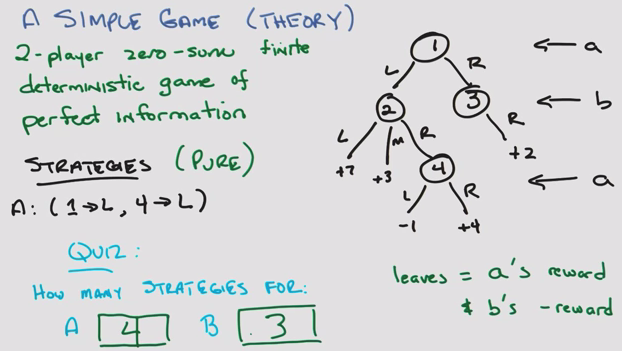 A SIMPLE GAME (THEORY)
2-player zero-sum finite
deterministic game of
perfect information
STRATEGIES (PURE)
A: (1→L, 4→L)
QUIZ:
HOW MANY STRATEGIES FOR:
A 4 B 3
1 ← a
L R
2 3 ← b
L M R R
+7 +3 4 +2 ← a
L R
-1 +4
leaves = a's reward
& b's -reward